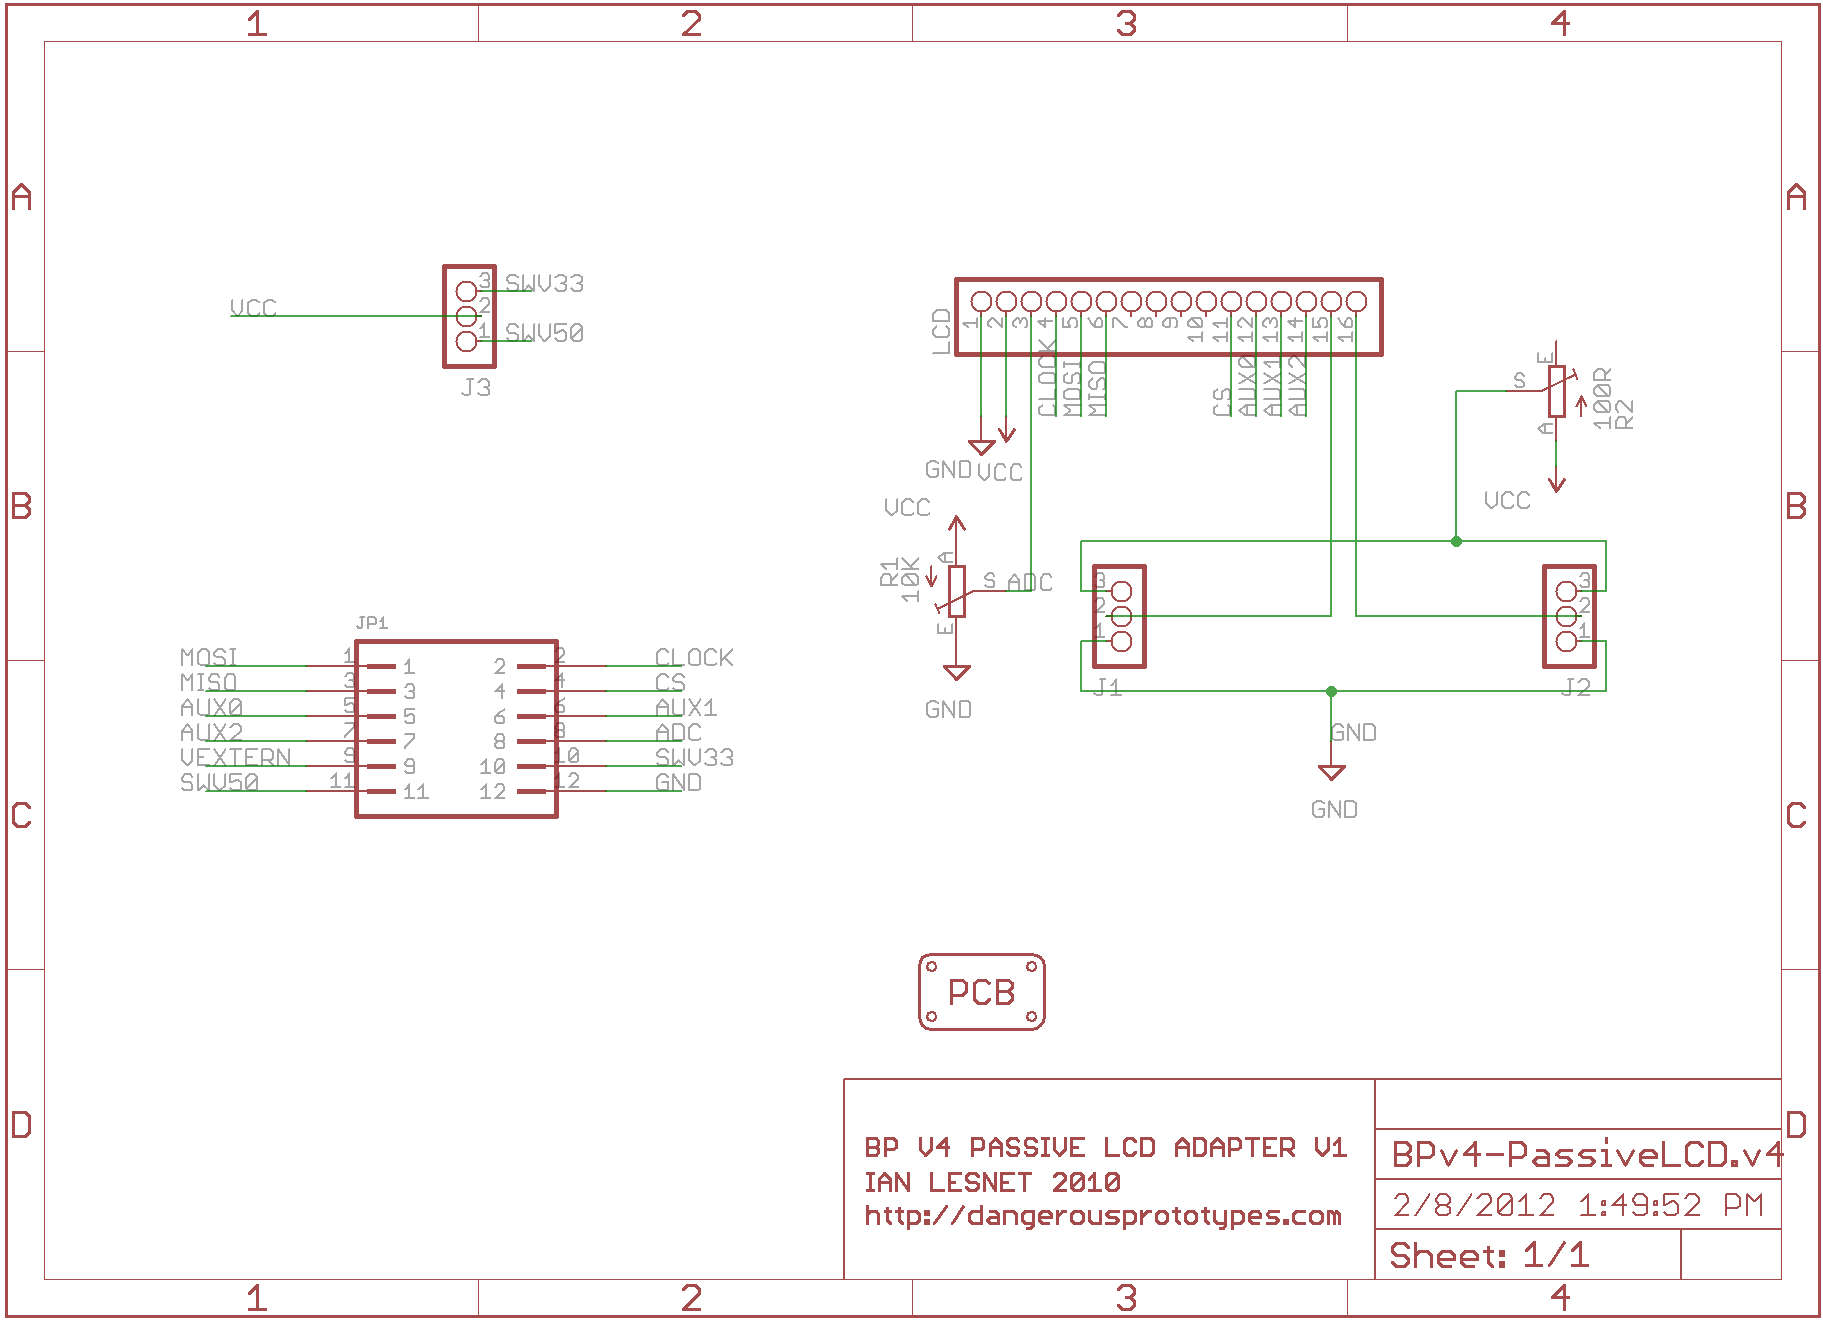 1 2 3 4
A A
B B
C C
D D
VCC
3 SWV33
2
1 SWV50
J3
LCD
1 2 3 4 5 6 7 8 9 10 11 12 13 14 15 16
CLOCK
MOSI
MISO
CS
AUX0
AUX1
AUX2
GND VCC
VCC
R1
10K
A
S ADC
E
GND
E
S
A
100R
R2
VCC
3
2
1
J1
3
2
1
J2
GND
GND
JP1
MOSI 1 1 2 2 CLOCK
MISO 3 3 4 4 CS
AUX0 5 5 6 6 AUX1
AUX2 7 7 8 8 ADC
VEXTERN 9 9 10 10 SWV33
SWV50 11 11 12 12 GND
PCB
BP V4 PASSIVE LCD ADAPTER V1
IAN LESNET 2010
http://dangerousprototypes.com
BPv4-PassiveLCD.v4
2/8/2012 1:49:52 PM
Sheet: 1/1
1 2 3 4